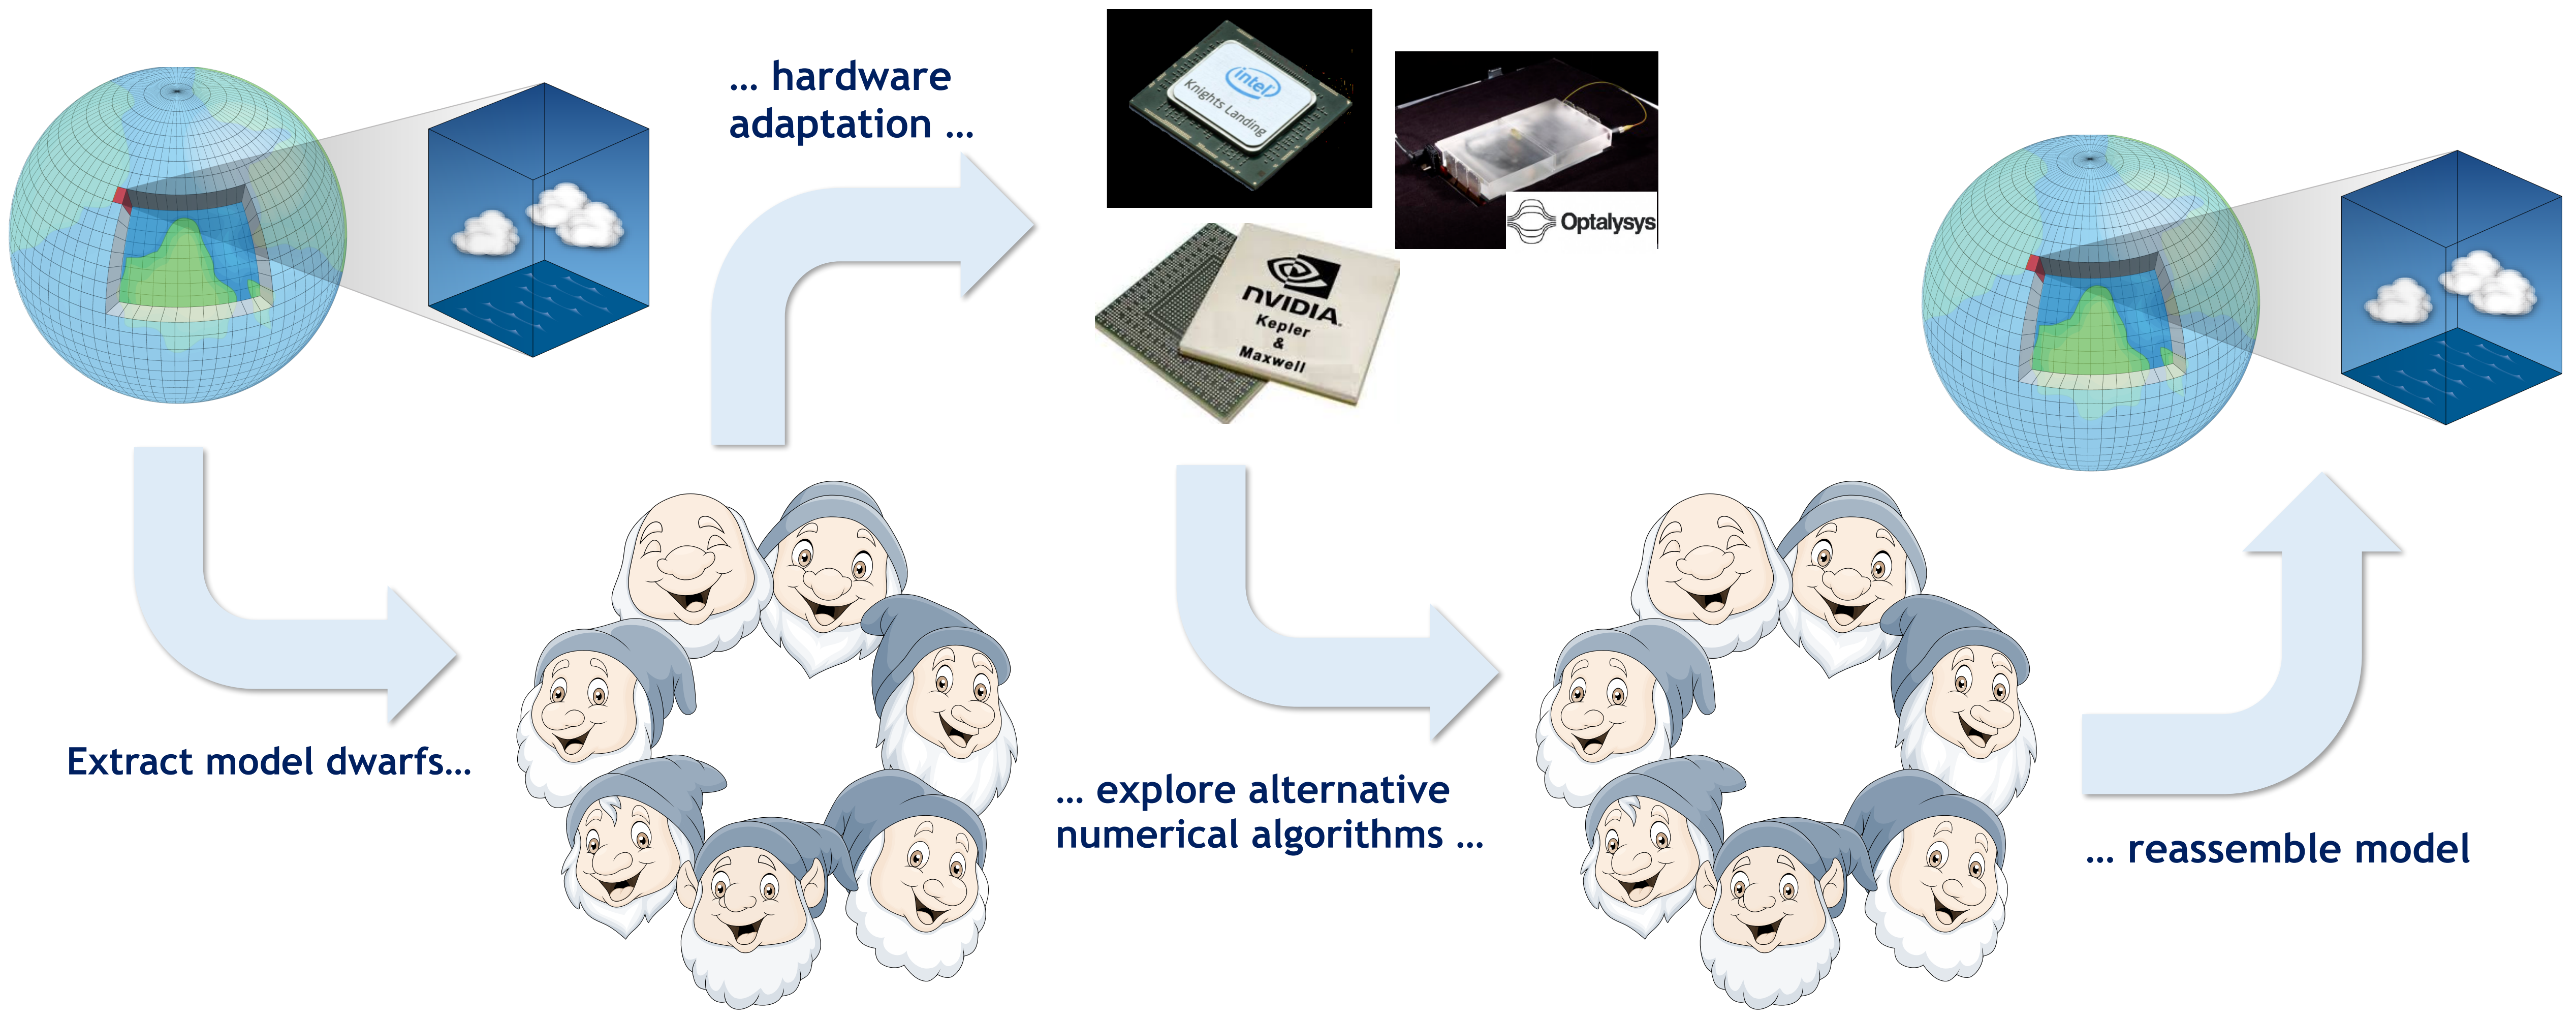 … hardware
adaptation …
intel
Knights Landing
Optalysys
NVIDIA.
Kepler
&
Maxwell
Extract model dwarfs…
… explore alternative
numerical algorithms …
… reassemble model